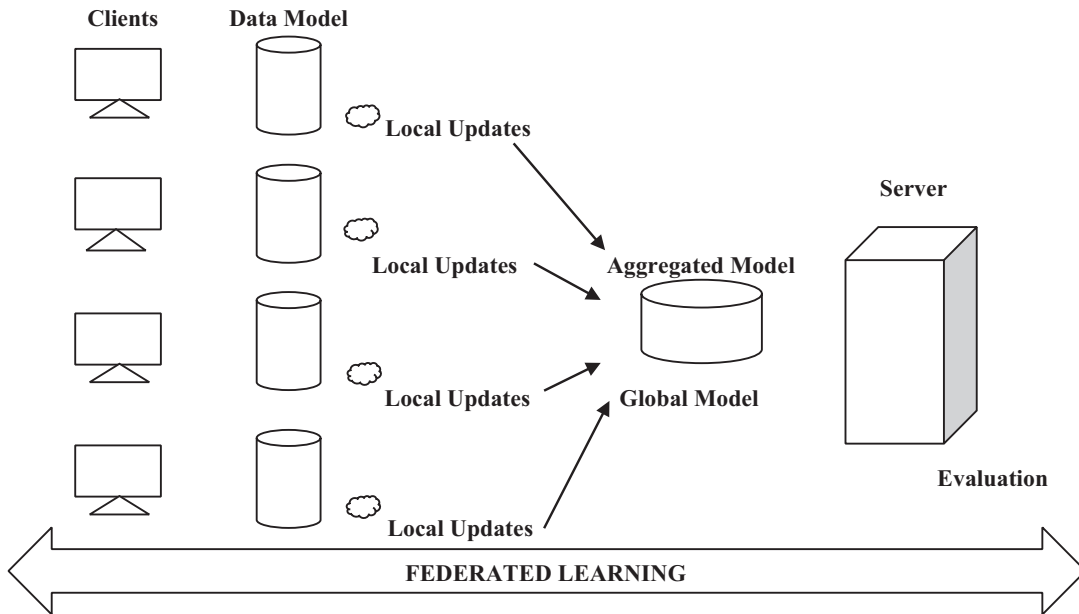 Clients
Data Model
Local Updates
Server
Local Updates
Aggregated Model
Local Updates
Global Model
Evaluation
Local Updates
FEDERATED LEARNING